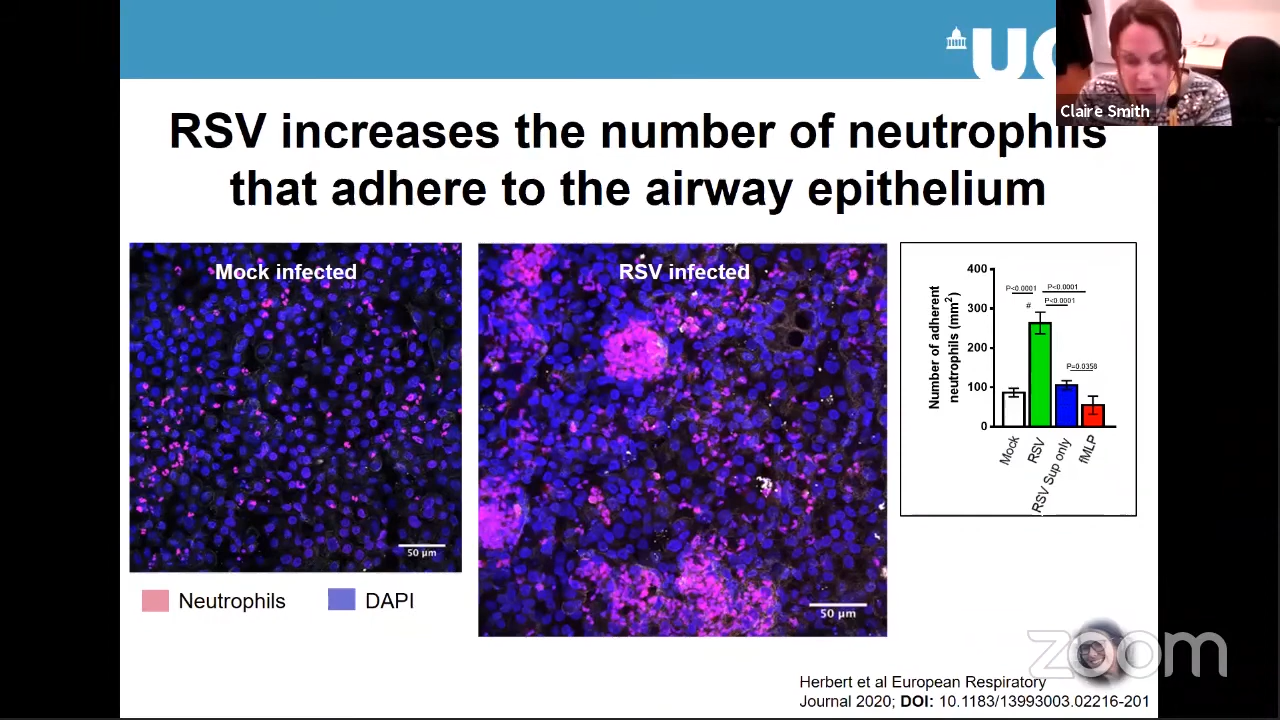 UC
Claire Smith
RSV increases the number of neutrophils
that adhere to the airway epithelium
Mock infected
50 µm
Neutrophils
DAPI
RSV infected
50 µm
Number of adherent
neutrophils (mm2)
400
300
200
100
0
P<0.0001
P<0.0001
#
P<0.0001
P=0.0358
Mock
RSV
RSV Sup only
fMLP
zoom
Herbert et al European Respiratory
Journal 2020; DOI: 10.1183/13993003.02216-201